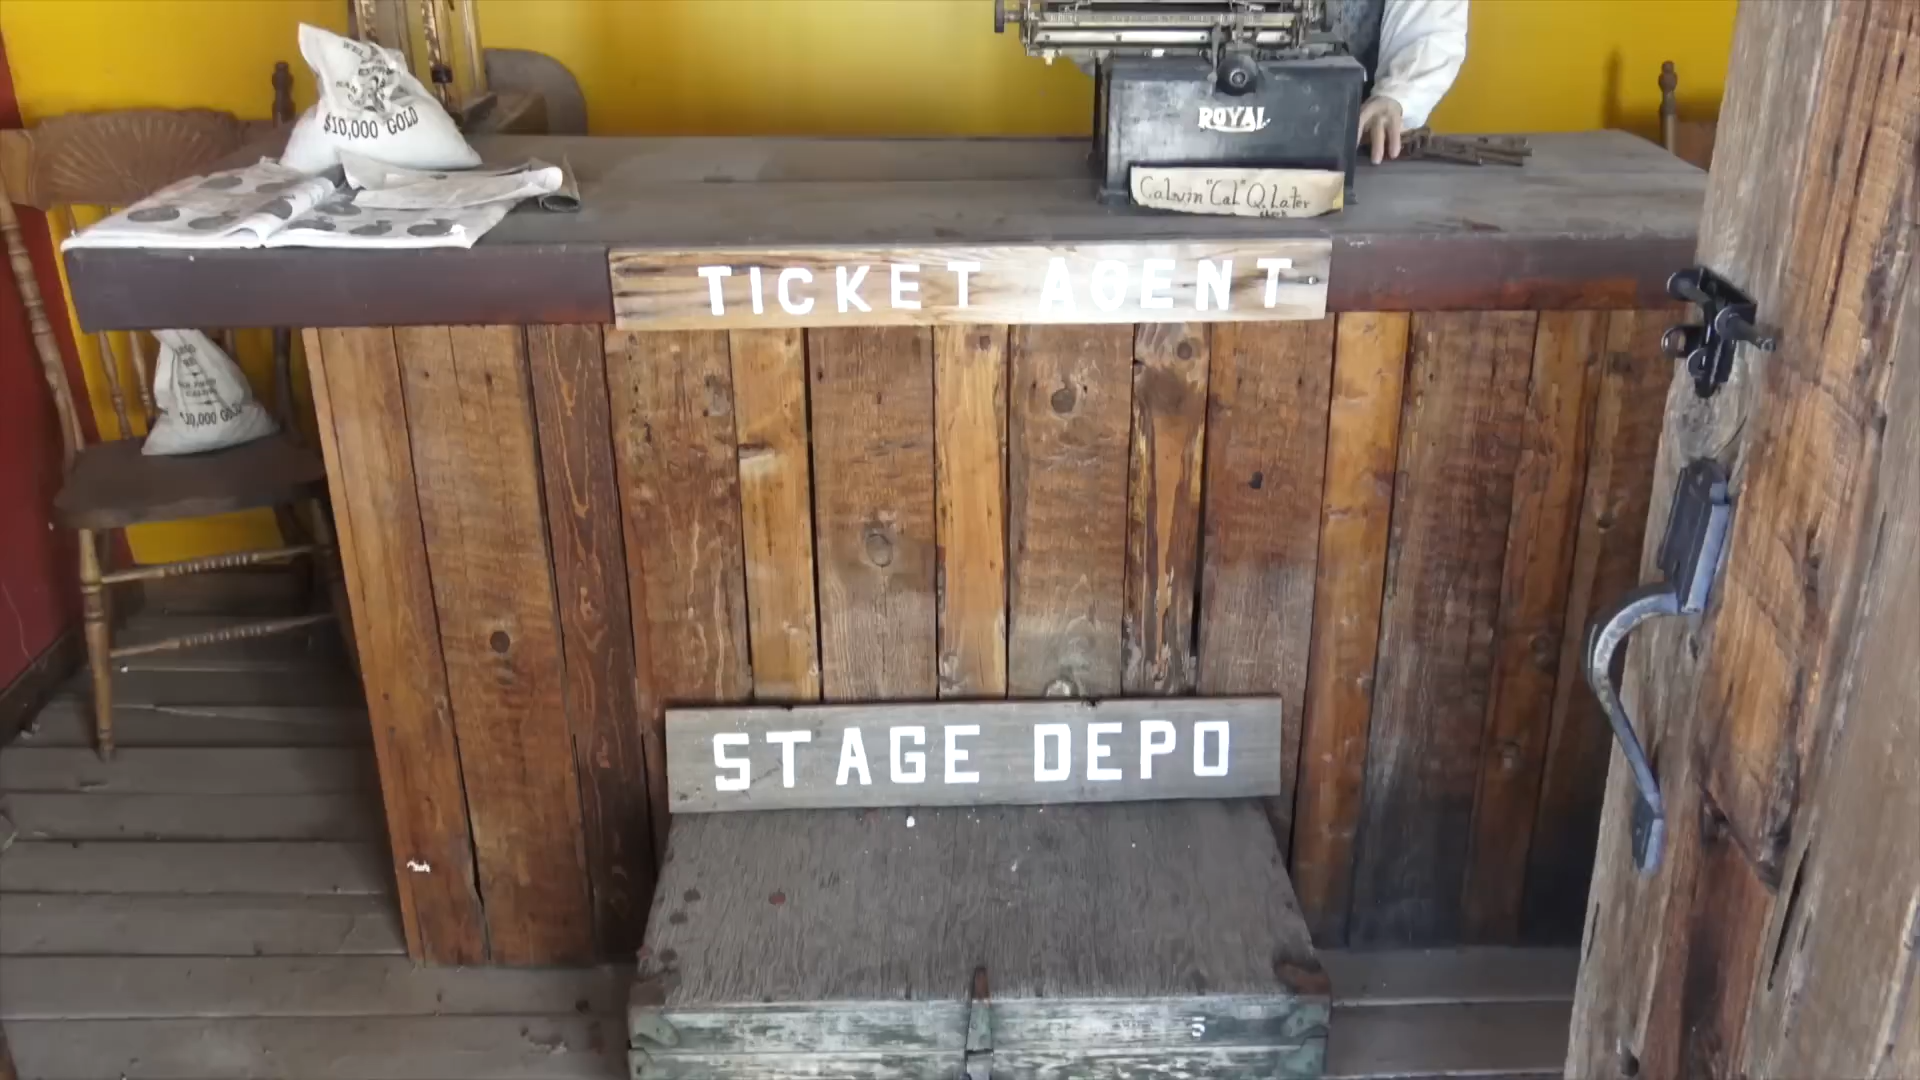 $10,000 GOLD
ROYAL
Calvin "Cal" Q. Later
TICKET AGENT
$10,000 GOLD
STAGE DEPO